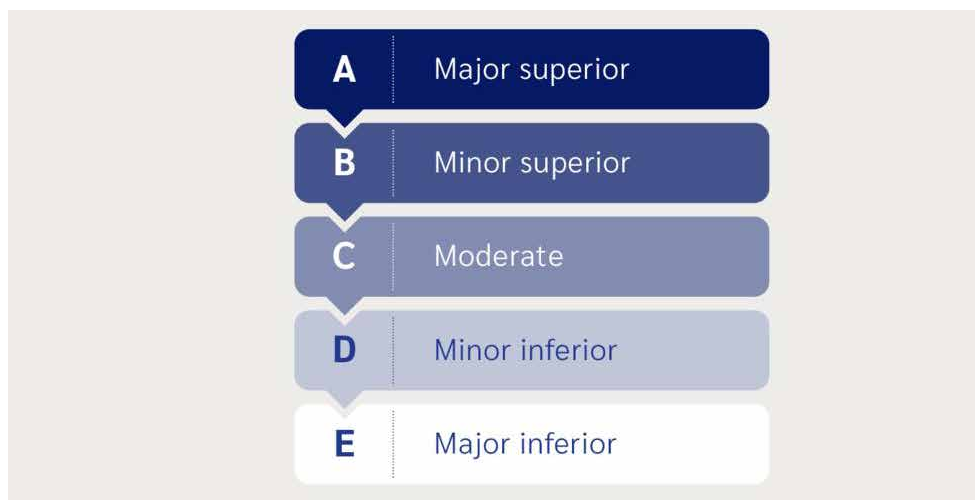 A Major superior
B Minor superior
C Moderate
D Minor inferior
E Major inferior